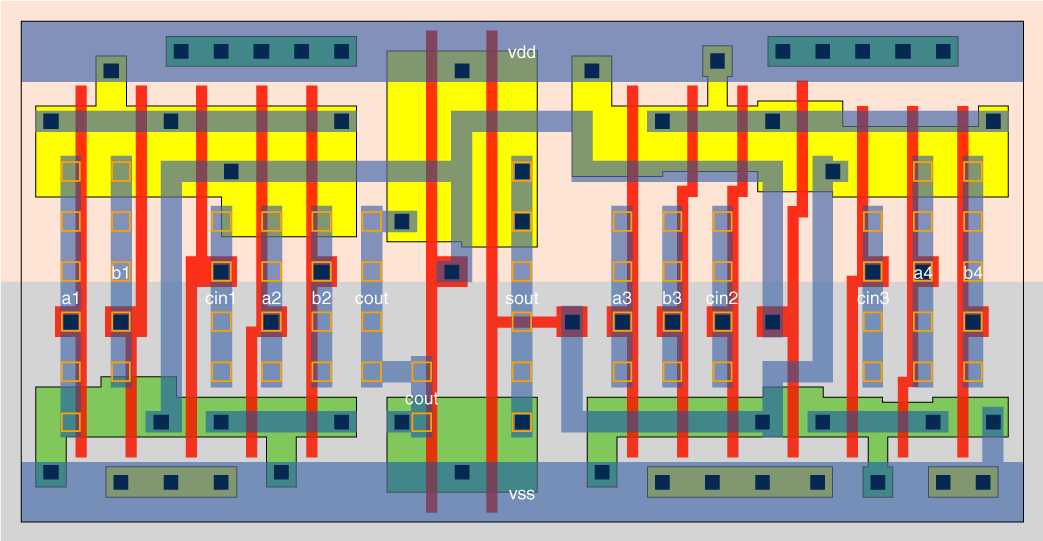 vdd
b1 a4 b4
a1 cin1 a2 b2 cout sout a3 b3 cin2 cin3
cout
vss